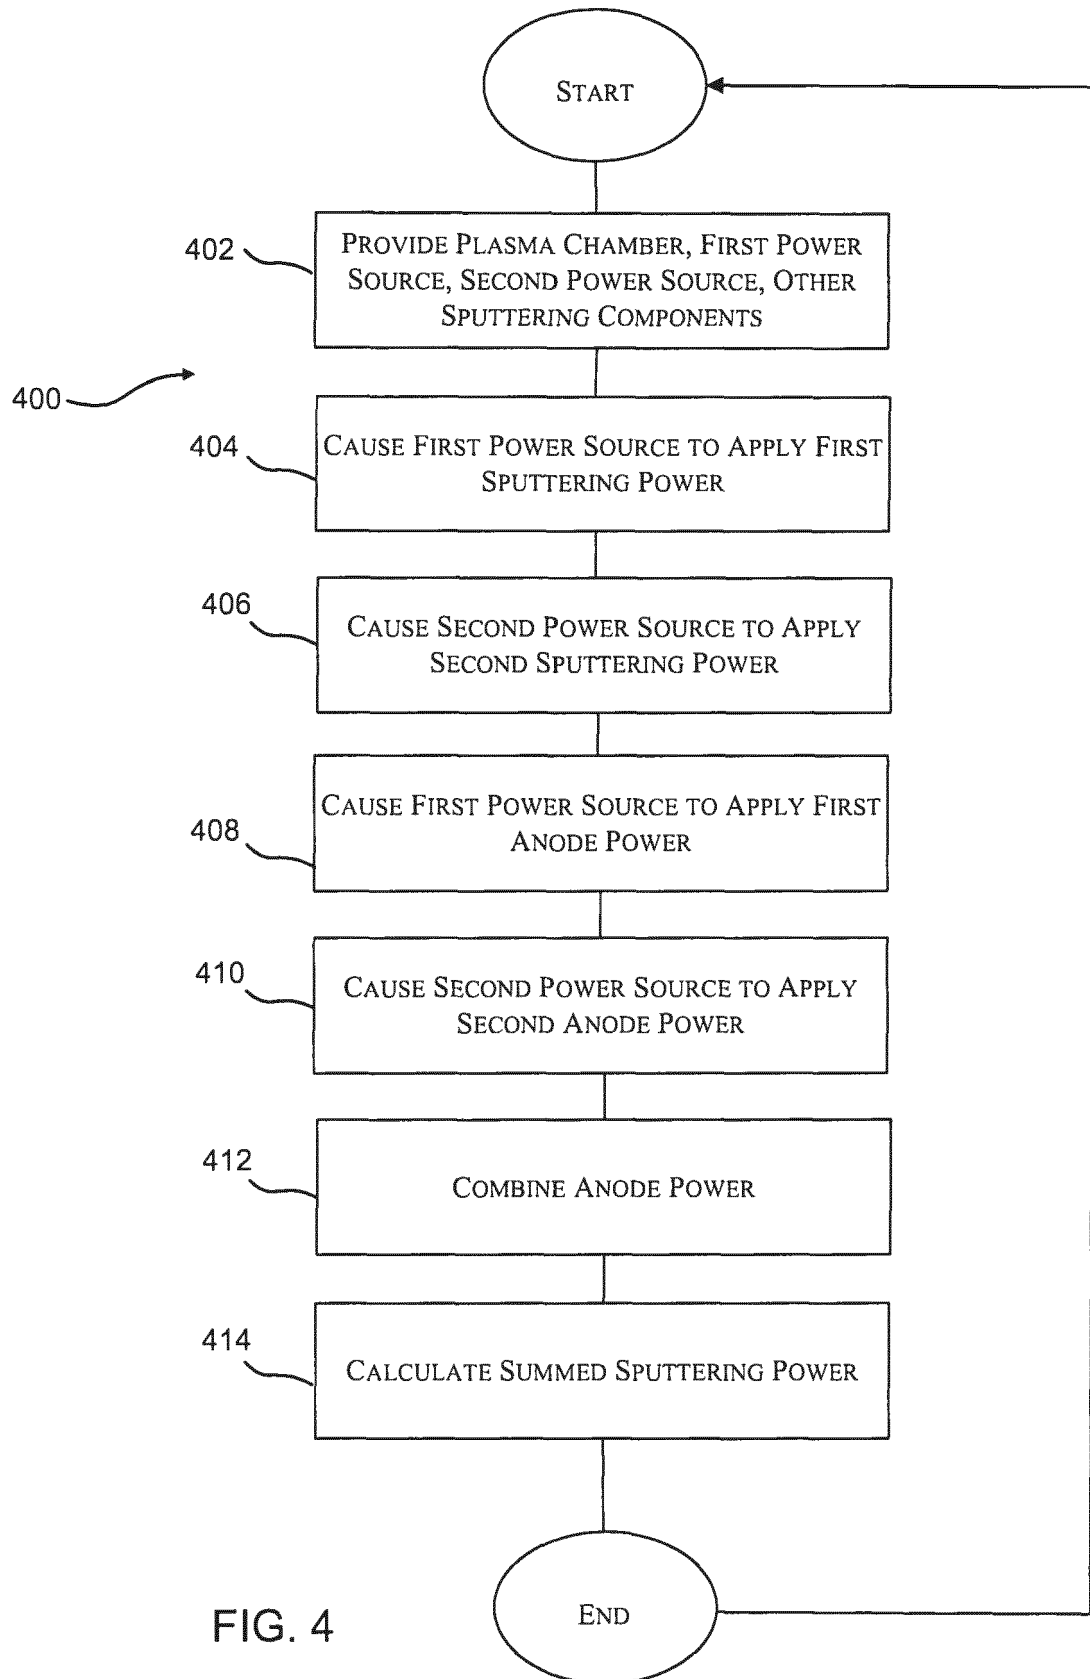 START
402
PROVIDE PLASMA CHAMBER, FIRST POWER
SOURCE, SECOND POWER SOURCE, OTHER
SPUTTERING COMPONENTS
400
404
CAUSE FIRST POWER SOURCE TO APPLY FIRST
SPUTTERING POWER
406
CAUSE SECOND POWER SOURCE TO APPLY
SECOND SPUTTERING POWER
408
CAUSE FIRST POWER SOURCE TO APPLY FIRST
ANODE POWER
410
CAUSE SECOND POWER SOURCE TO APPLY
SECOND ANODE POWER
412
COMBINE ANODE POWER
414
CALCULATE SUMMED SPUTTERING POWER
END
FIG. 4